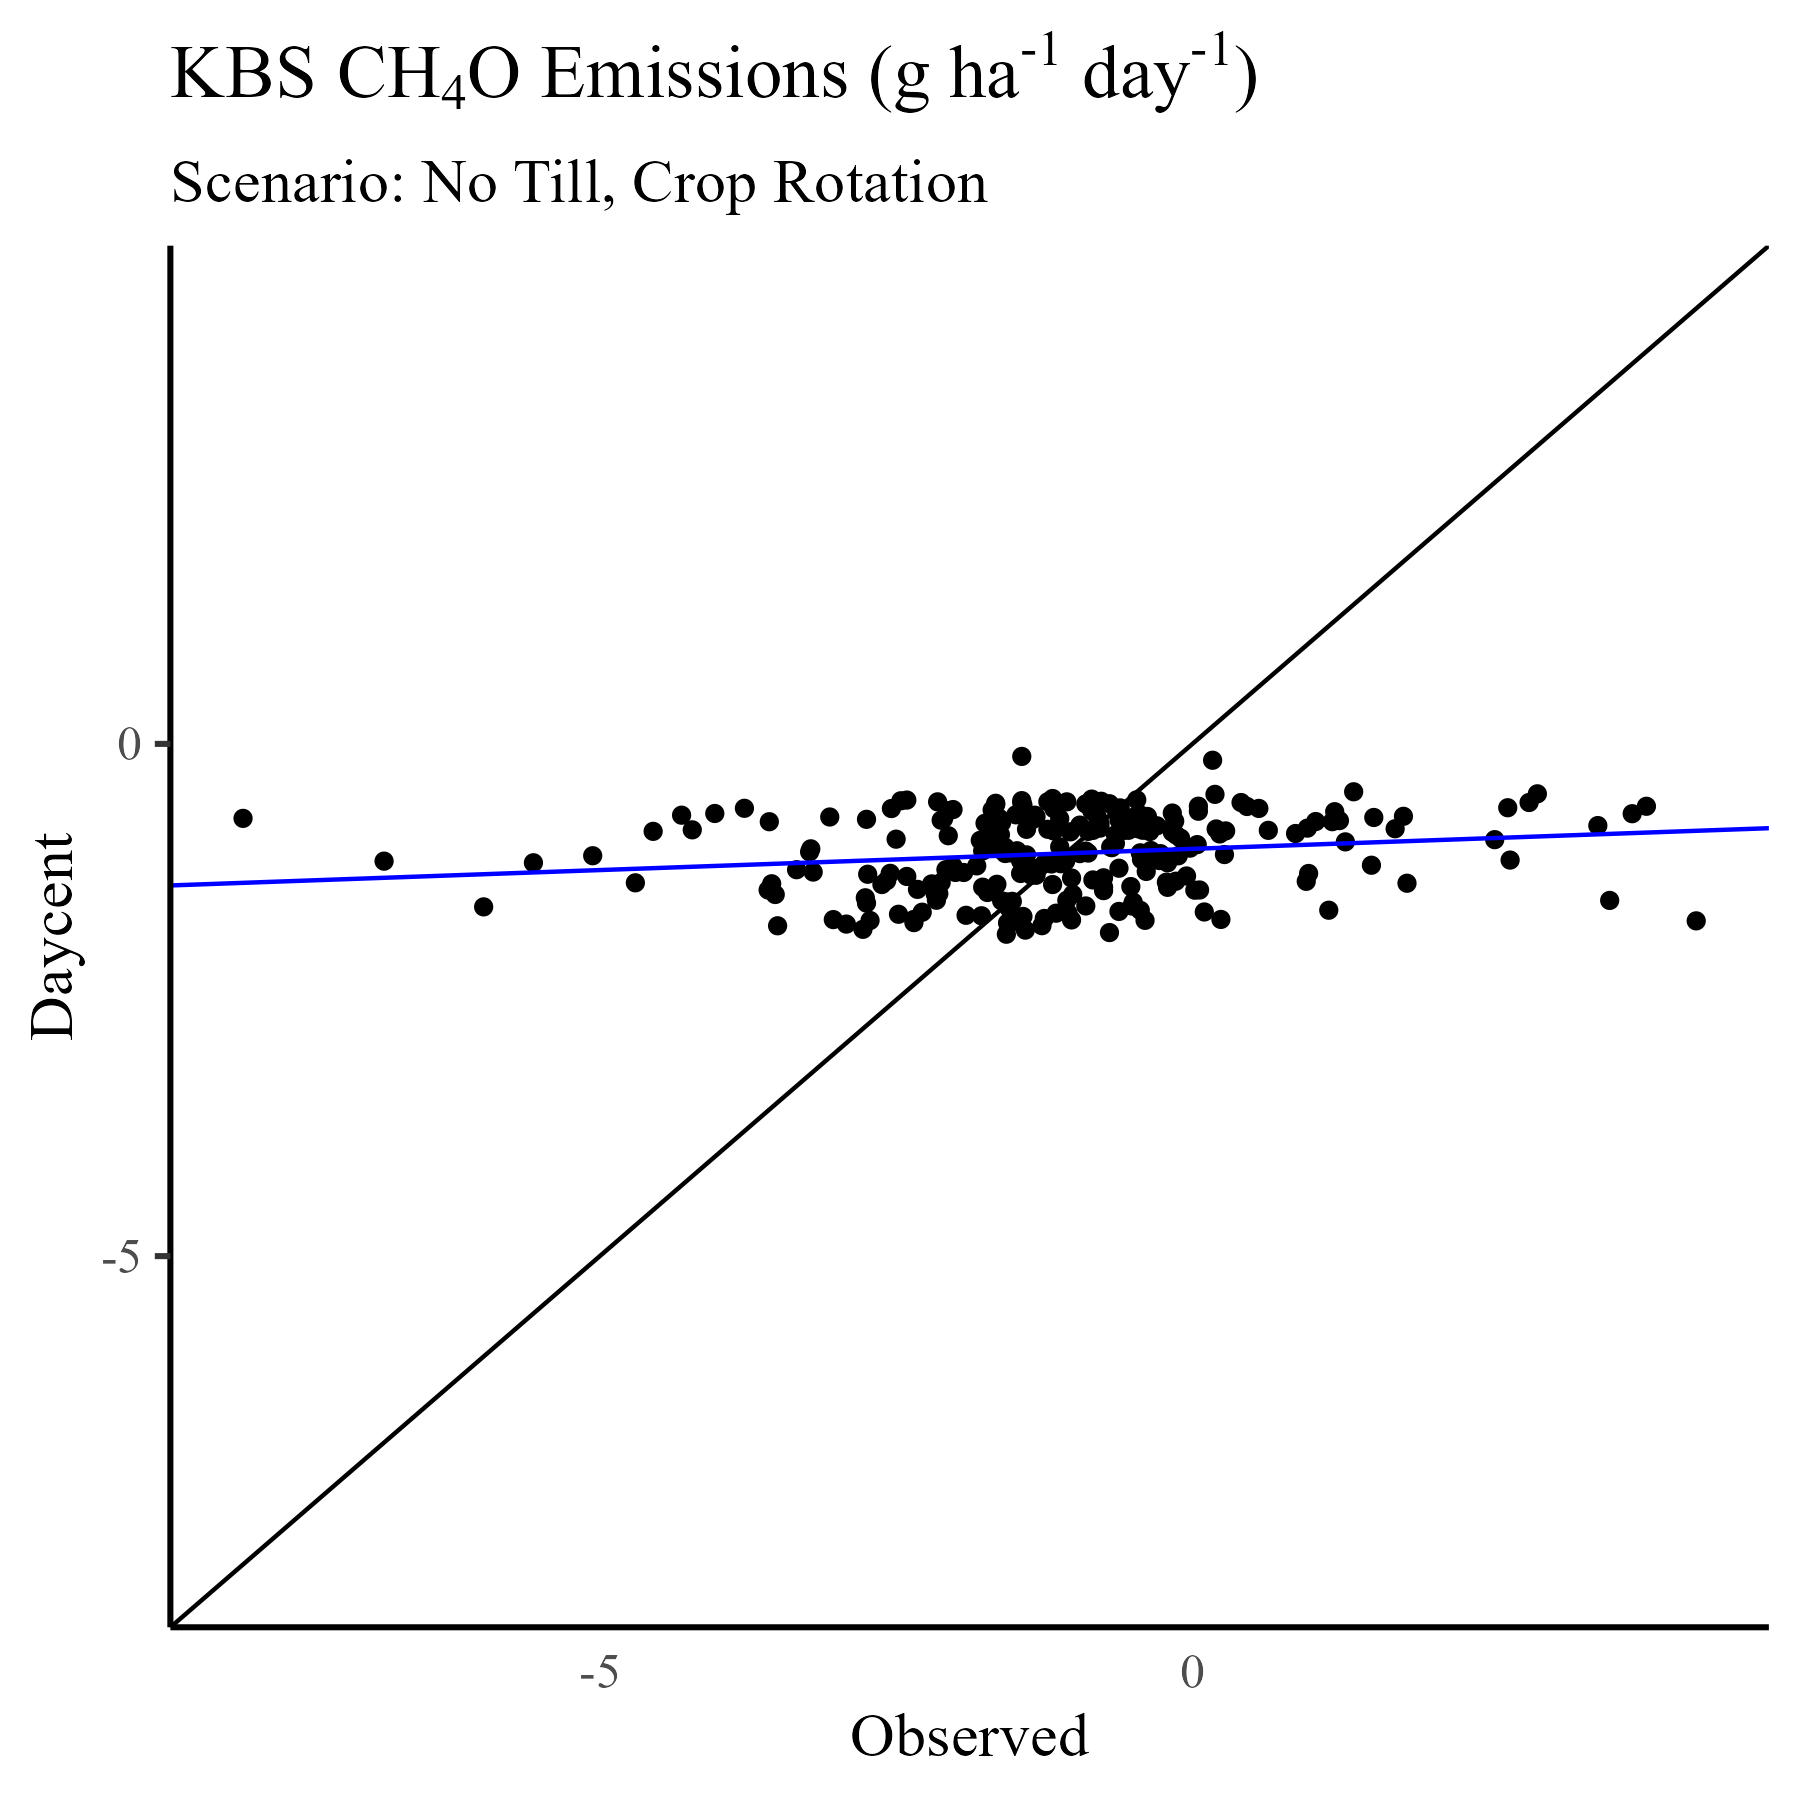 KBS CH₄O Emissions (g ha⁻¹ day⁻¹)
Scenario: No Till, Crop Rotation
0
Daycent
-5
-5 0
Observed